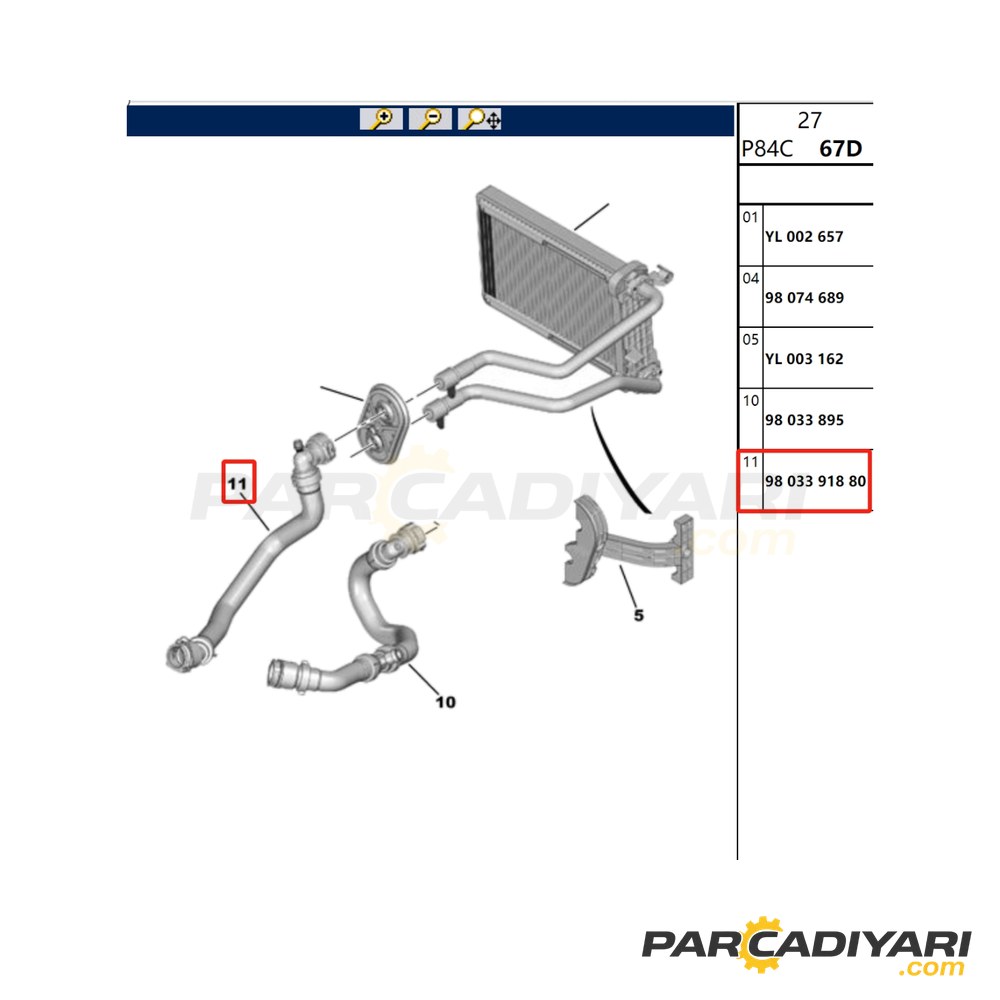 27
P84C 67D
01
YL 002 657
04
98 074 689
05
YL 003 162
10
98 033 895
11
98 033 918 80
11
5
10
PARCADIYARI
.com
PARCADIYARI
.com